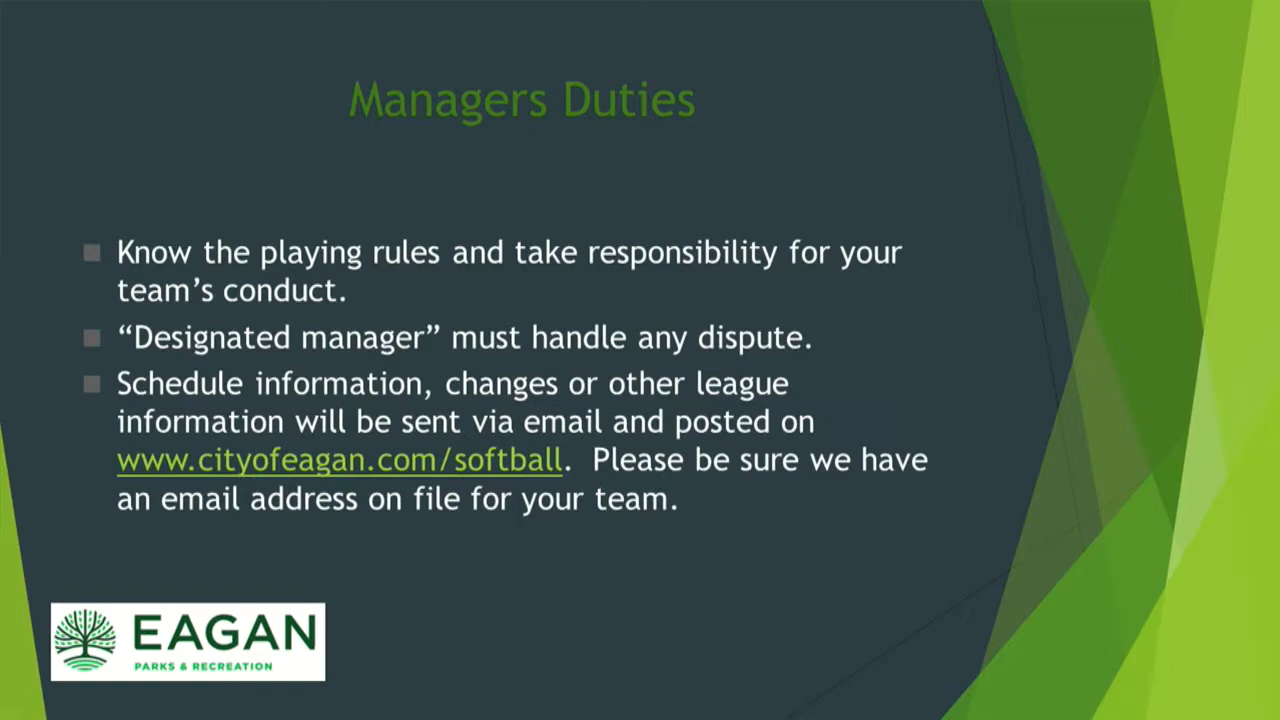 Managers Duties
Know the playing rules and take responsibility for your
team’s conduct.
“Designated manager” must handle any dispute.
Schedule information, changes or other league
information will be sent via email and posted on
www.cityofeagan.com/softball.  Please be sure we have
an email address on file for your team.
EAGAN
PARKS & RECREATION